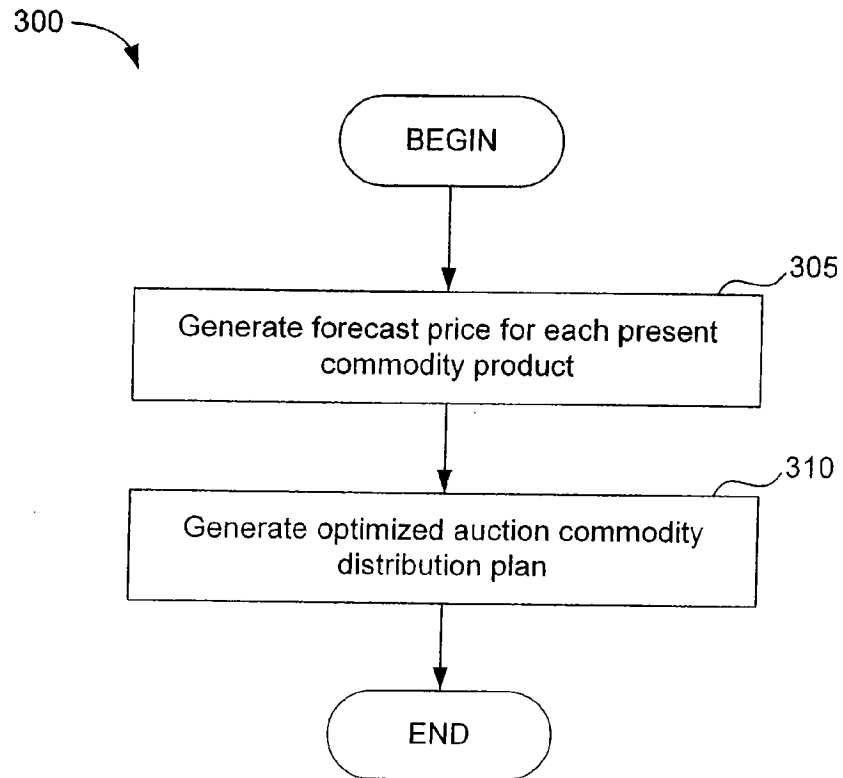 300
BEGIN
305
Generate forecast price for each present
commodity product
310
Generate optimized auction commodity
distribution plan
END